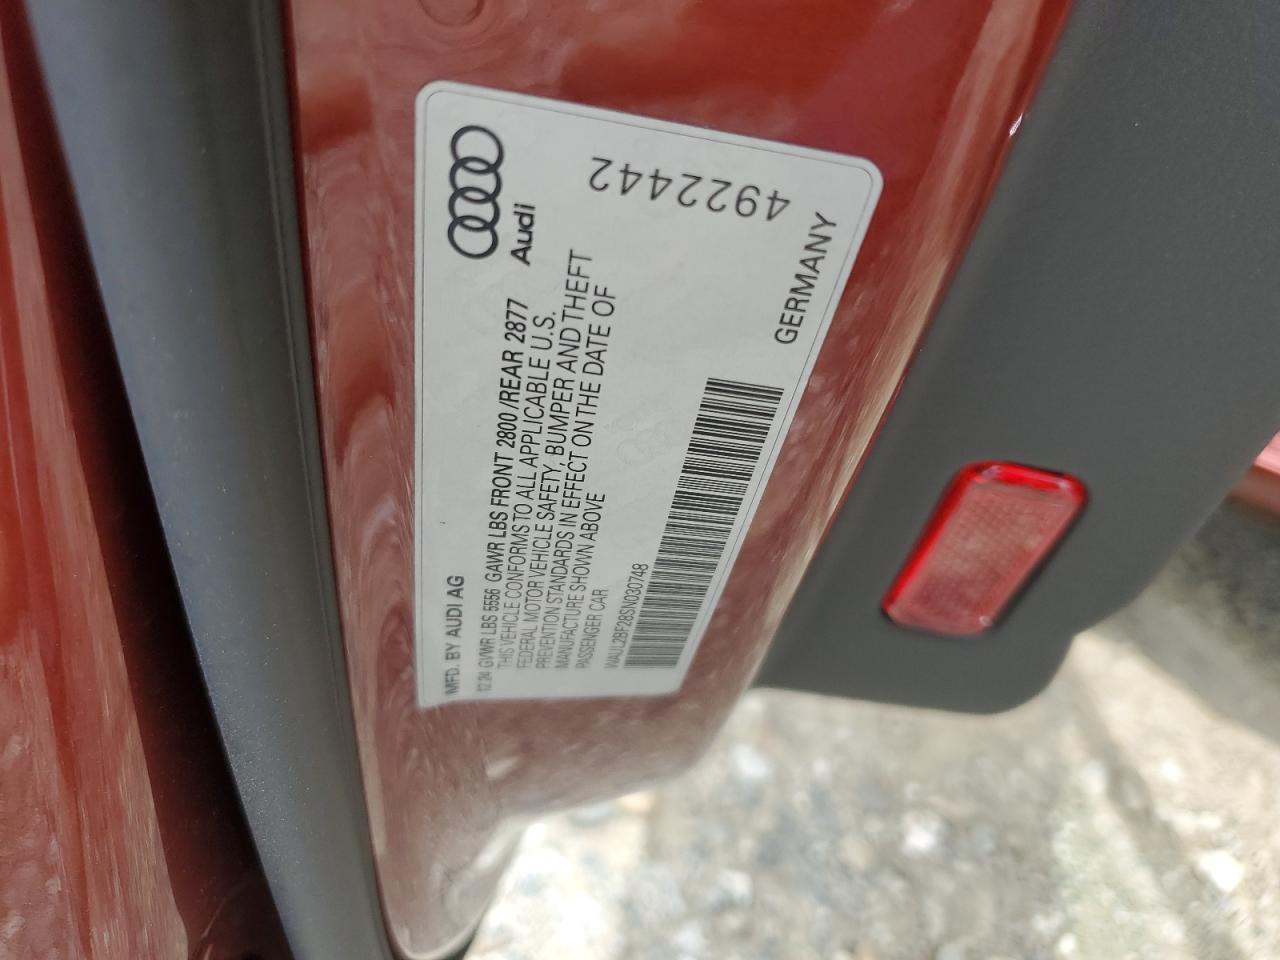 Audi
MFD. BY AUDI AG
12.24 GVWR LBS 5556 GAWR LBS FRONT 2800 /REAR 2877
THIS VEHICLE CONFORMS TO ALL APPLICABLE U.S.
FEDERAL MOTOR VEHICLE SAFETY, BUMPER AND THEFT
PREVENTION STANDARDS IN EFFECT ON THE DATE OF
MANUFACTURE SHOWN ABOVE
PASSENGER CAR
WAUL2BF28SN030748
GERMANY
4922442